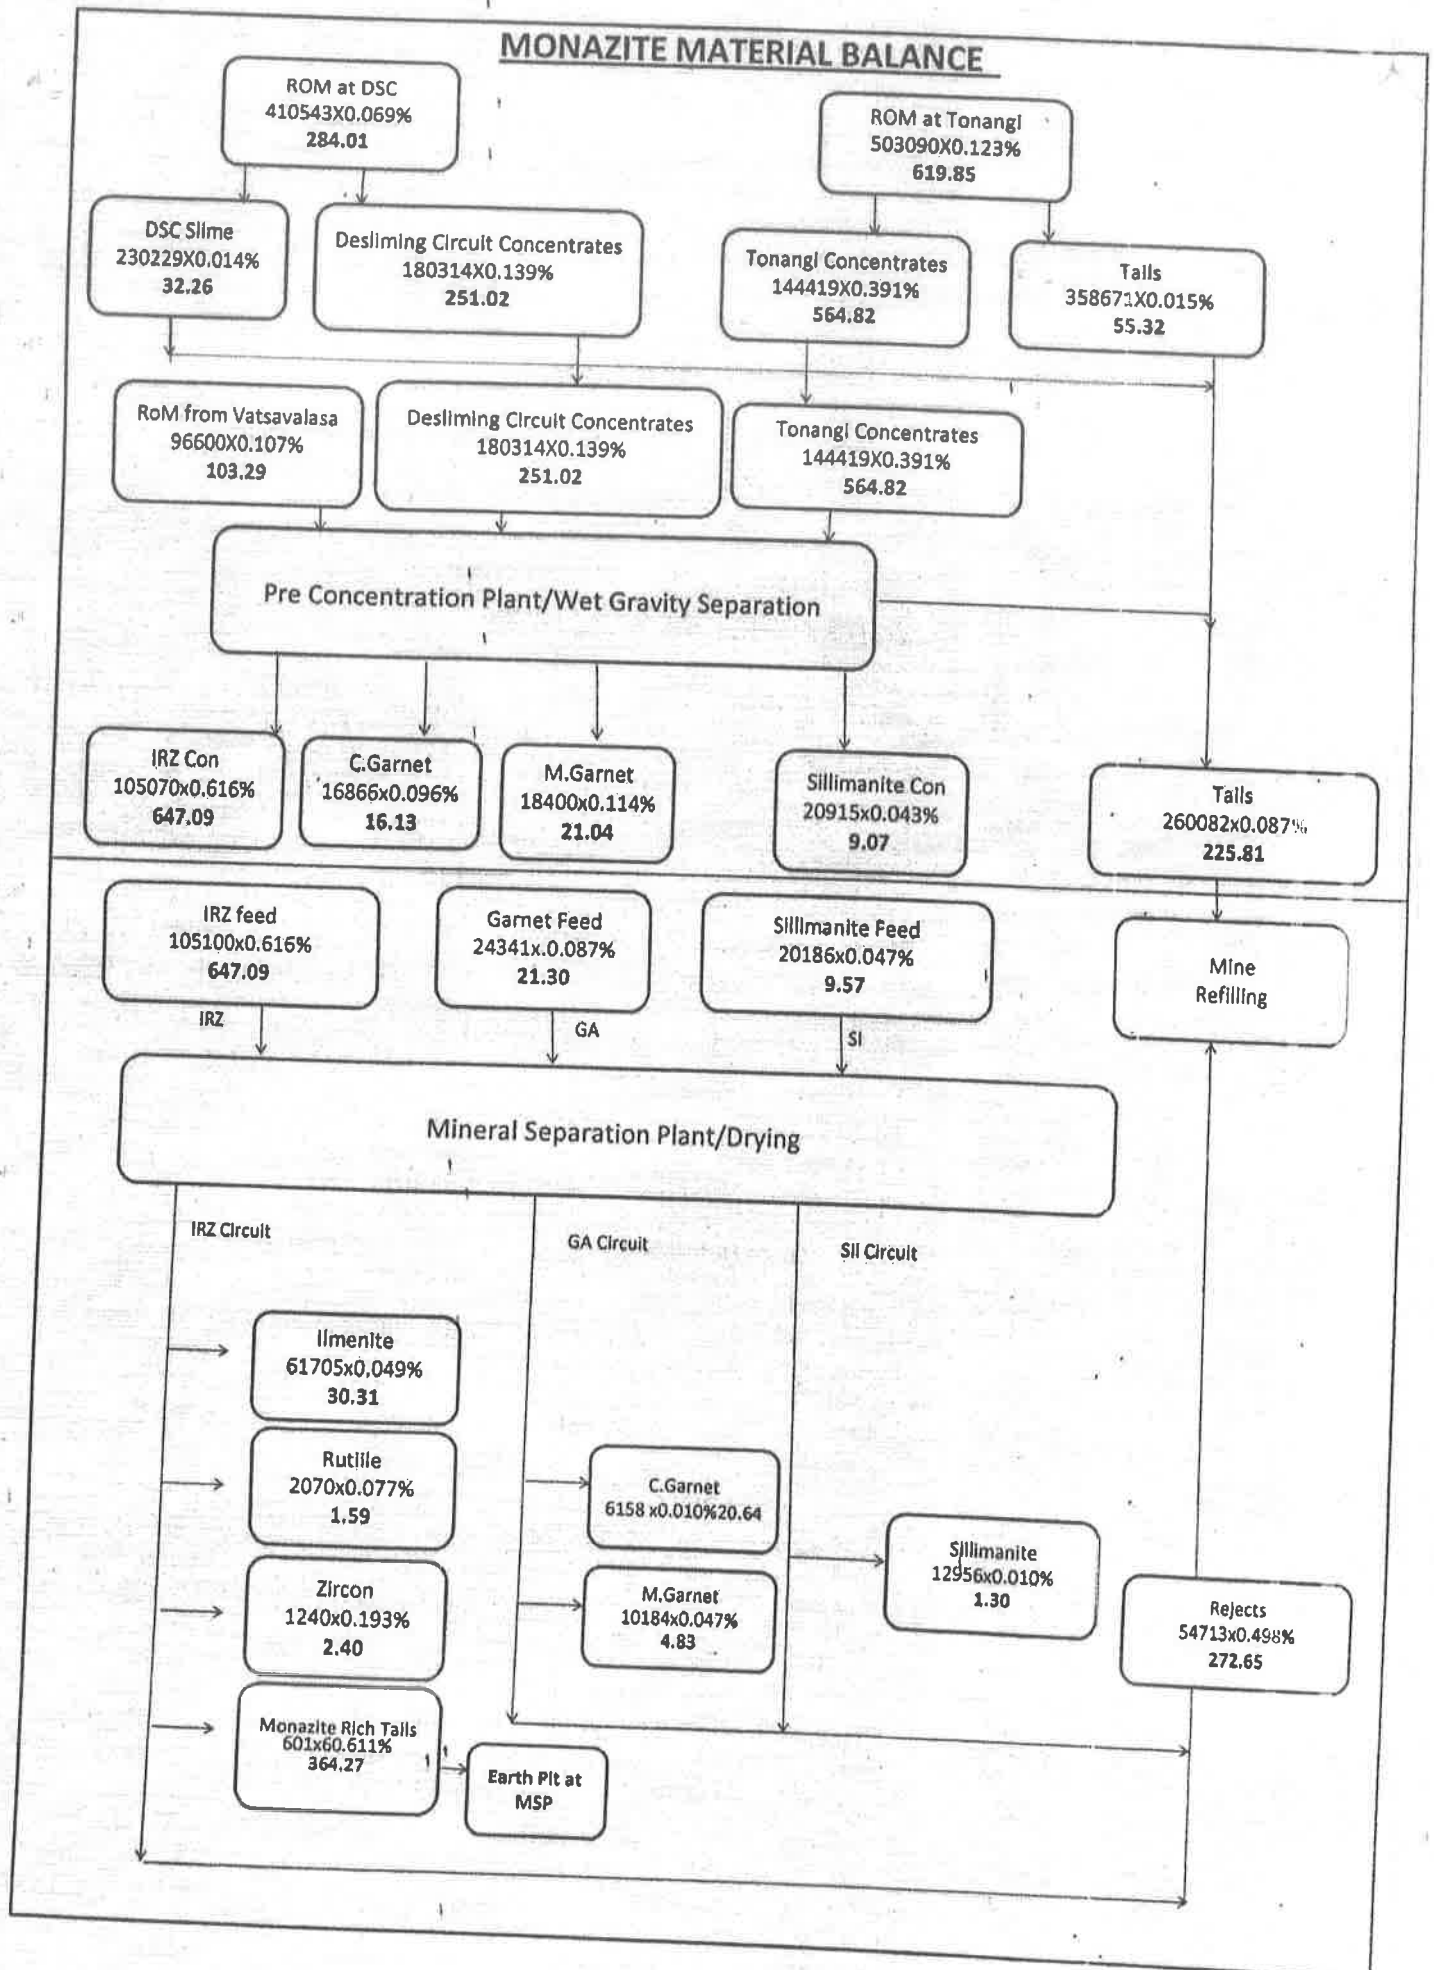 MONAZITE MATERIAL BALANCE
ROM at DSC
410543X0.069%
284.01
ROM at Tonangi
503090X0.123%
619.85
DSC Slime
230229X0.014%
32.26
Desliming Circuit Concentrates
180314X0.139%
251.02
Tonangi Concentrates
144419X0.391%
564.82
Tails
358671X0.015%
55.32
RoM from Vatsavalasa
96600X0.107%
103.29
Desliming Circuit Concentrates
180314X0.139%
251.02
Tonangi Concentrates
144419X0.391%
564.82
Pre Concentration Plant/Wet Gravity Separation
IRZ Con
105070x0.616%
647.09
C.Garnet
16866x0.096%
16.13
M.Garnet
18400x0.114%
21.04
Sillimanite Con
20915x0.043%
9.07
Tails
260082x0.087%
225.81
IRZ feed
105100x0.616%
647.09
Garnet Feed
24341x.0.087%
21.30
Sillimanite Feed
20186x0.047%
9.57
Mine
Refilling
IRZ
GA
SI
Mineral Separation Plant/Drying
IRZ Circuit
GA Circuit
Sil Circuit
Ilmenite
61705x0,049%
30.31
Rutlile
2070x0.077%
1.59
C.Garnet
6158 x0.010%20.64
Sillimanite
12956x0.010%
1.30
Zircon
1240x0.193%
2.40
M.Garnet
10184x0.047%
4.83
Rejects
54713x0.498%
272.65
Monazite Rich Tails
601x60.611%
364.27
Earth Pit at
MSP